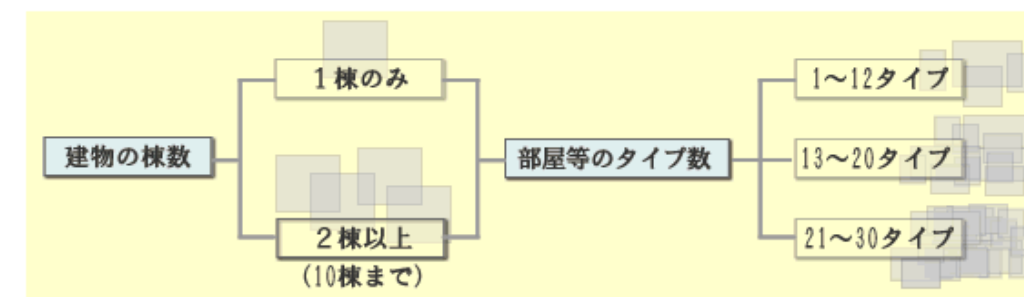 建物の棟数
1棟のみ
2棟以上
(10棟まで)
部屋等のタイプ数
1～12タイプ
13～20タイプ
21～30タイプ